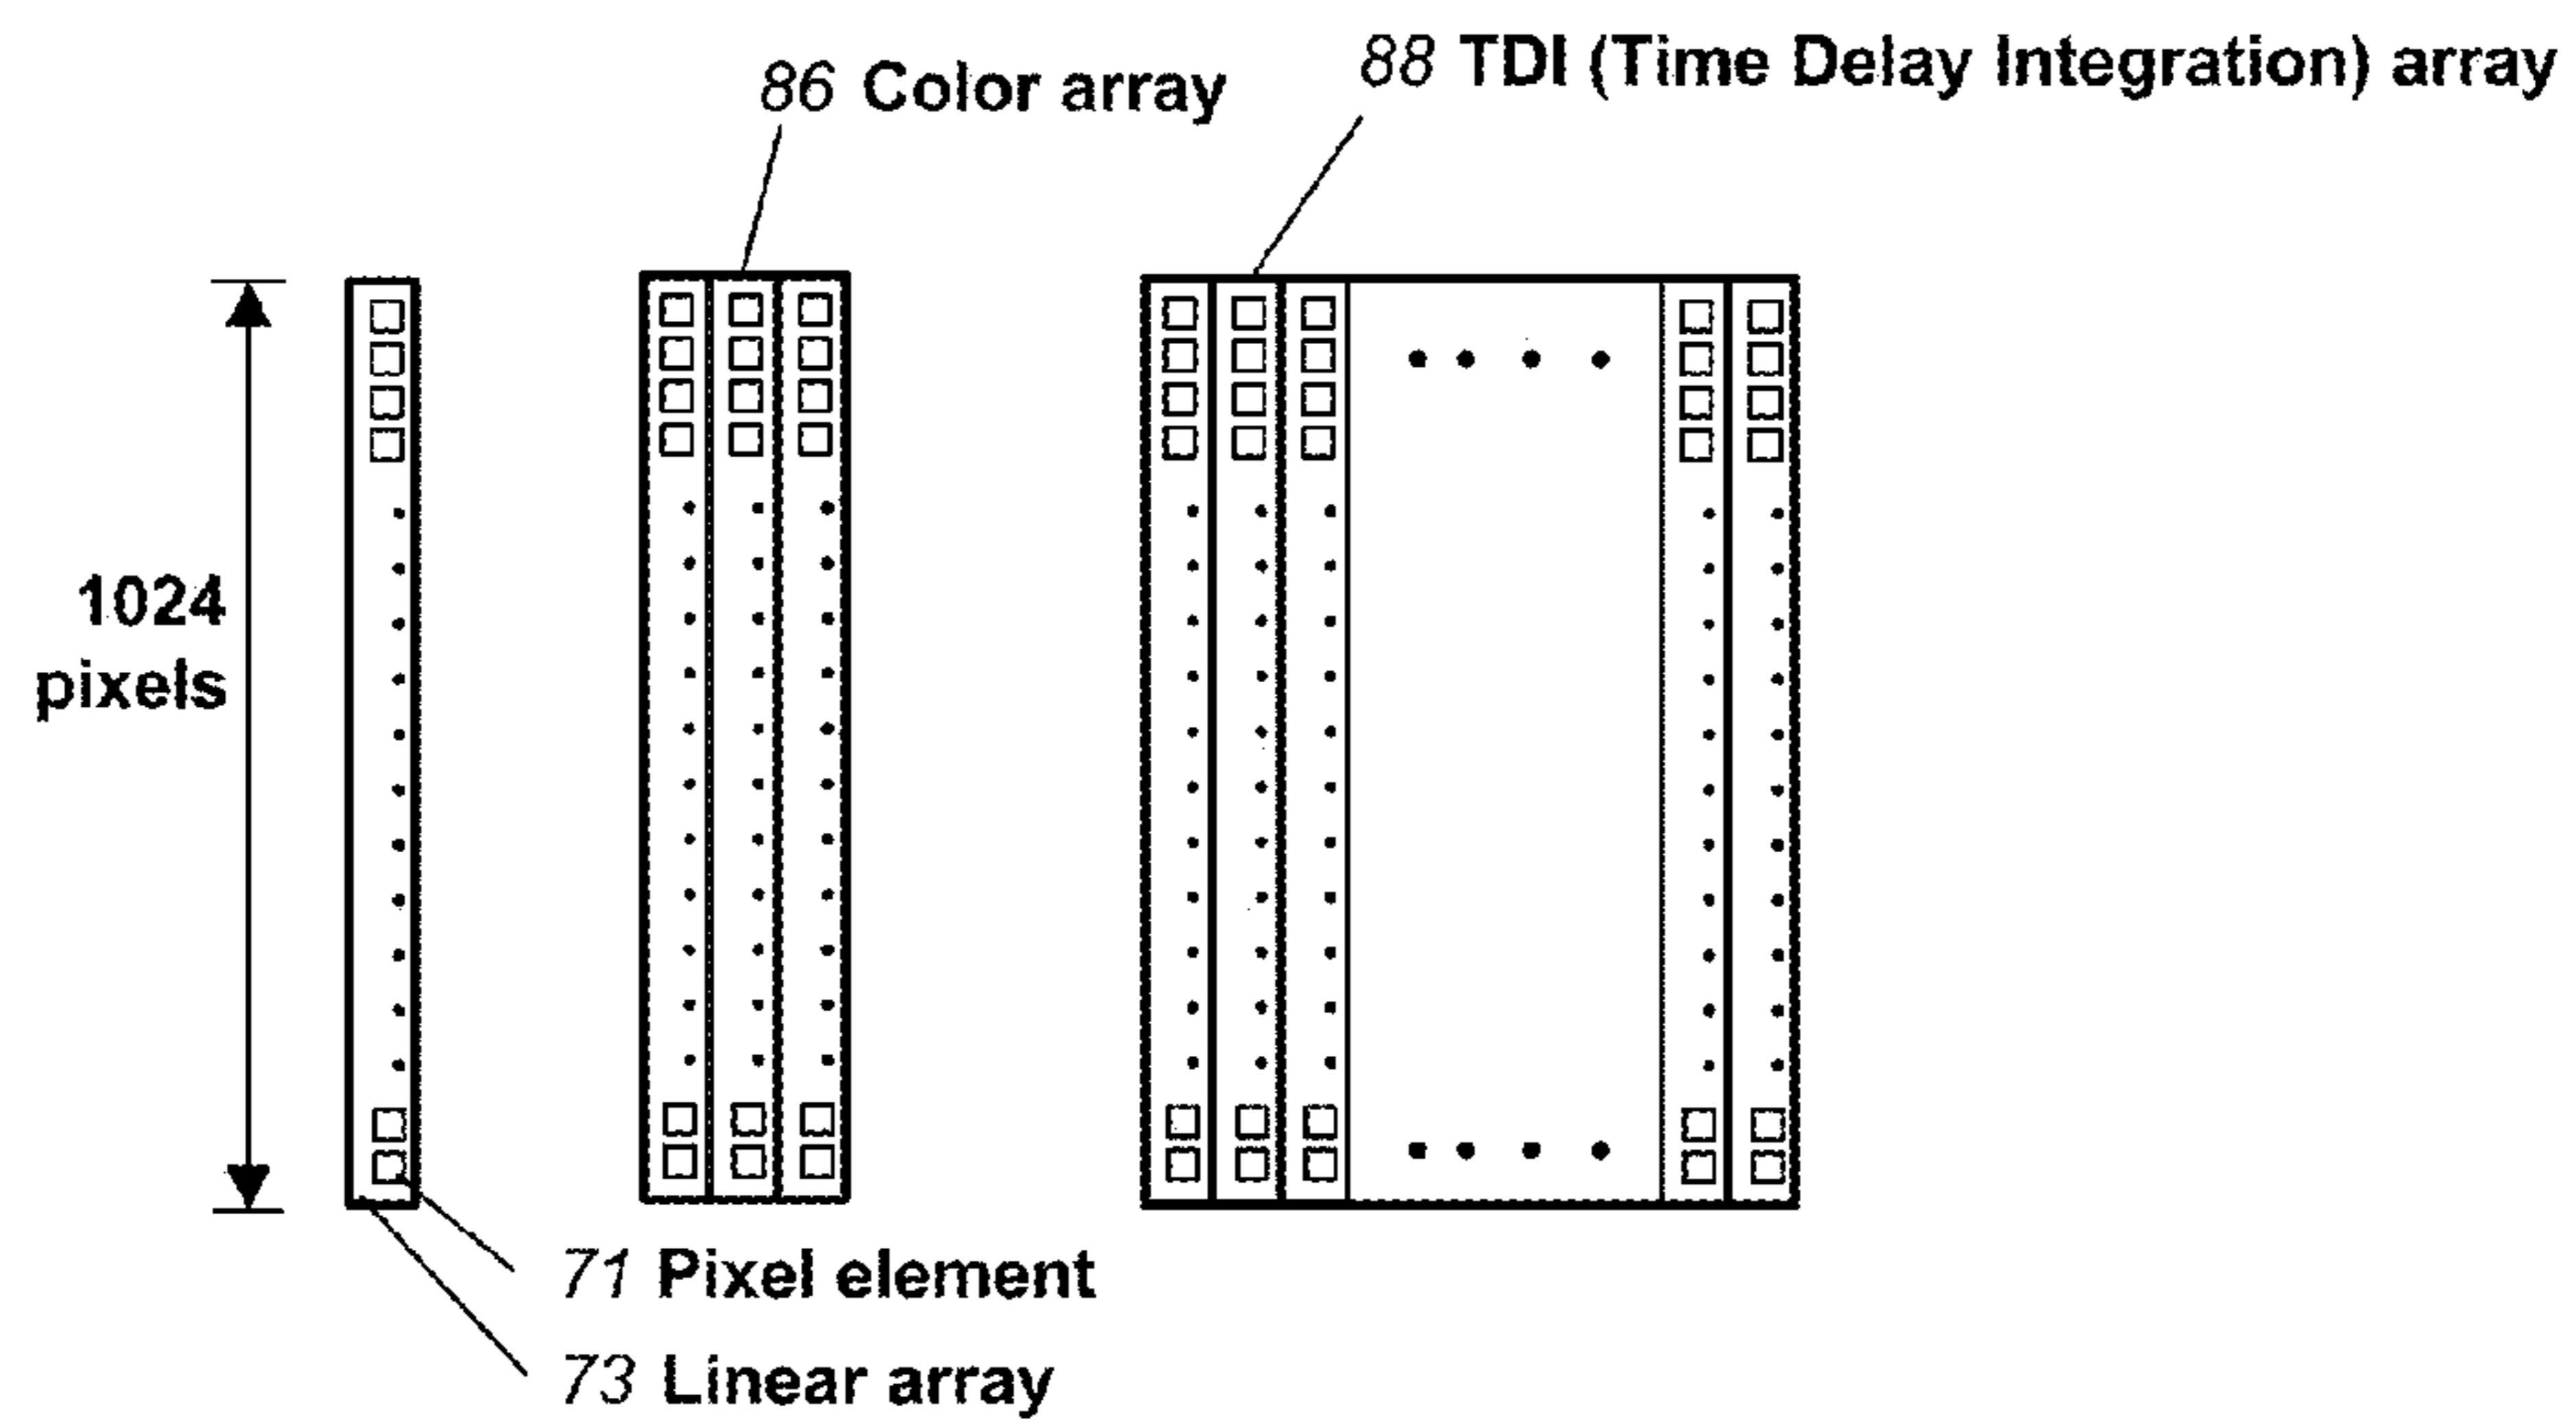 86 Color array
88 TDI (Time Delay Integration) array
1024
pixels
71 Pixel element
73 Linear array